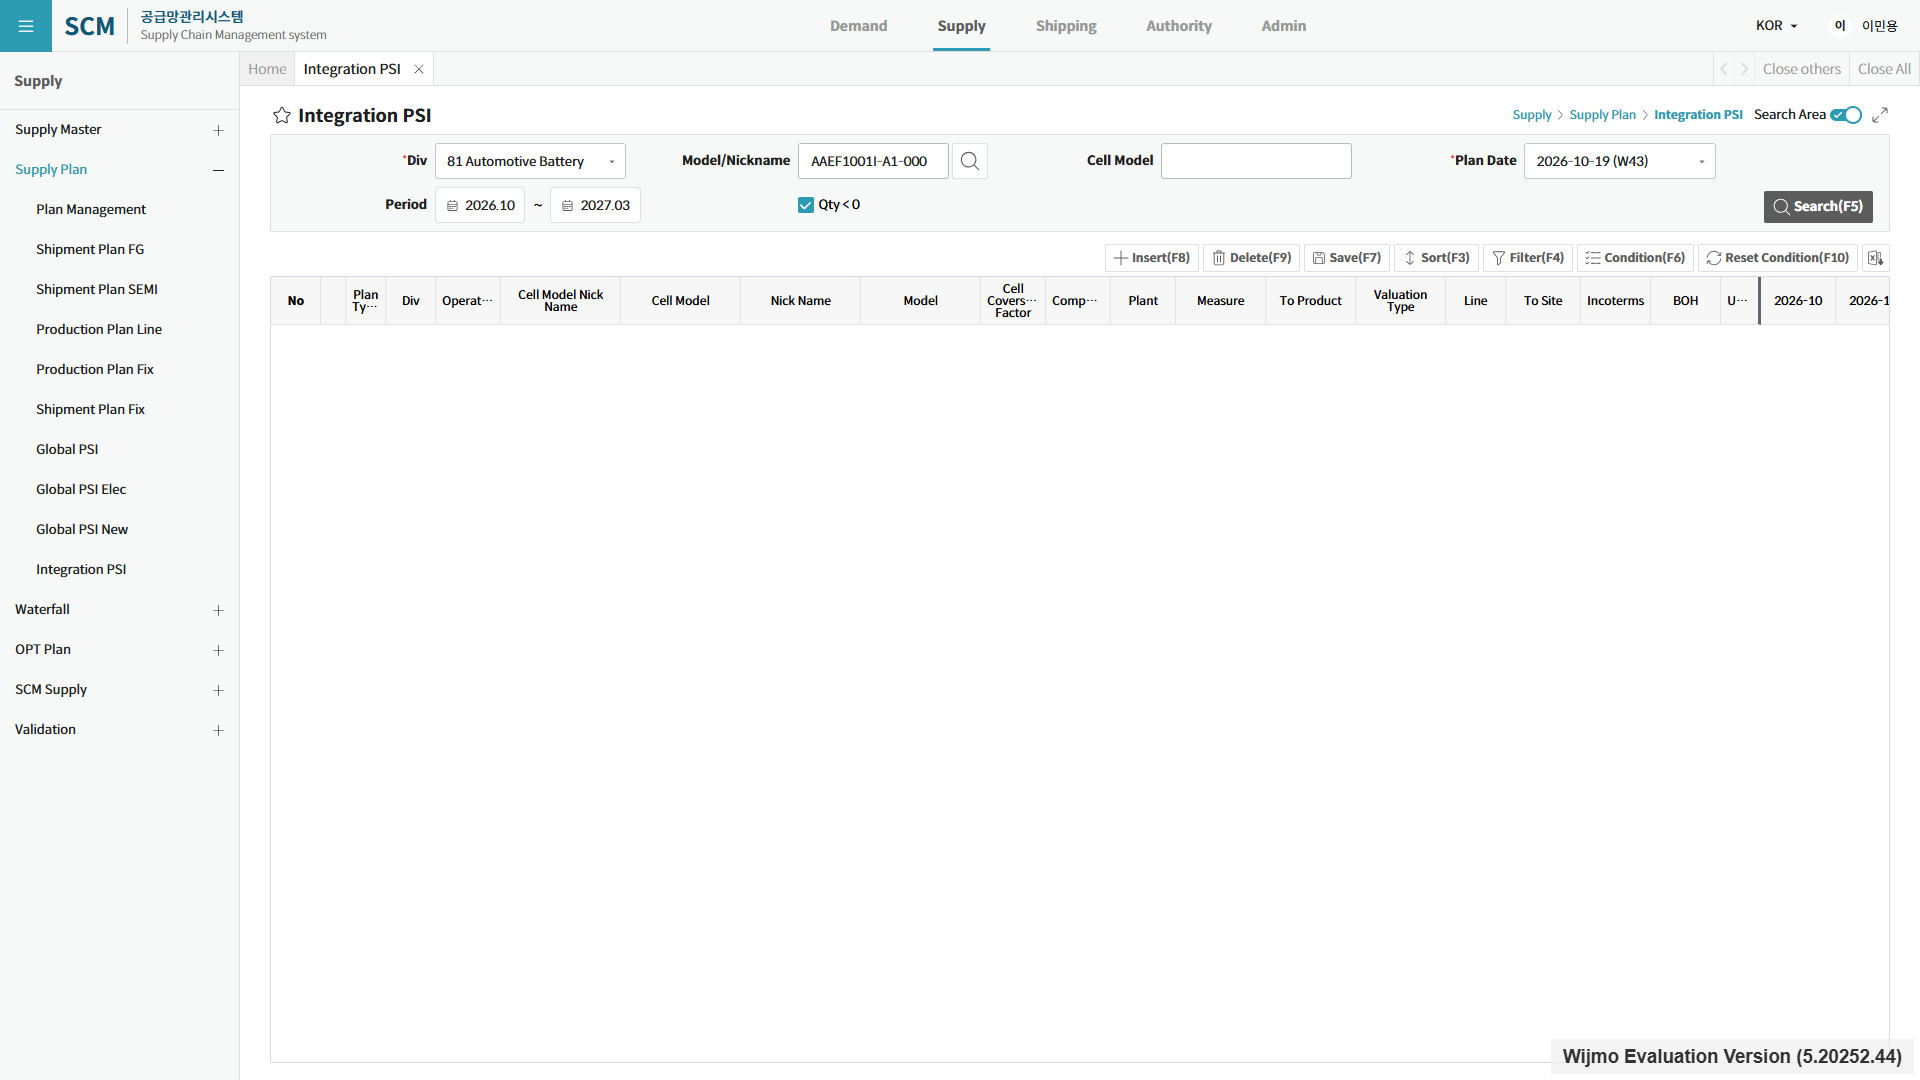 SCM
공급망관리시스템
Supply Chain Management system
Demand
Supply
Shipping
Authority
Admin
KOR
이
이민용
Supply
Home
Integration PSI
Close others
Close All
Supply Master
Supply Plan
Plan Management
Shipment Plan FG
Shipment Plan SEMI
Production Plan Line
Production Plan Fix
Shipment Plan Fix
Global PSI
Global PSI Elec
Global PSI New
Integration PSI
Waterfall
OPT Plan
SCM Supply
Validation
Integration PSI
Supply > Supply Plan > Integration PSI
Search Area
*Div
81 Automotive Battery
Model/Nickname
AAEF1001I-A1-000
Cell Model
*Plan Date
2026-10-19 (W43)
Period
2026.10 ~ 2027.03
Qty < 0
Search(F5)
Insert(F8)
Delete(F9)
Save(F7)
Sort(F3)
Filter(F4)
Condition(F6)
Reset Condition(F10)
No
Plan
Ty···
Div
Operat···
Cell Model Nick
Name
Cell Model
Nick Name
Model
Cell
Covers···
Factor
Comp···
Plant
Measure
To Product
Valuation
Type
Line
To Site
Incoterms
BOH
U···
2026-10
2026-1
Wijmo Evaluation Version (5.20252.44)